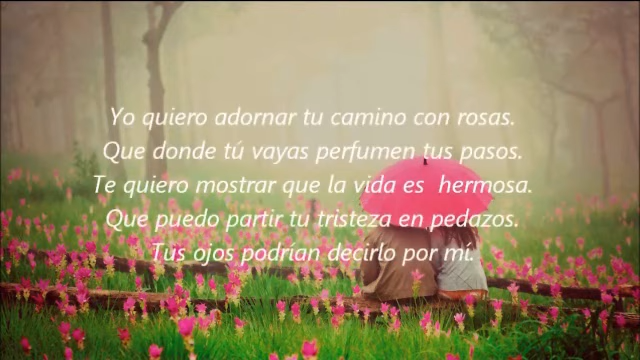 Yo quiero adornar tu camino con rosas.
Que donde tú vayas perfumen tus pasos.
Te quiero mostrar que la vida es hermosa.
Que puedo partir tu tristeza en pedazos.
Tus ojos podrían decirlo por mí.